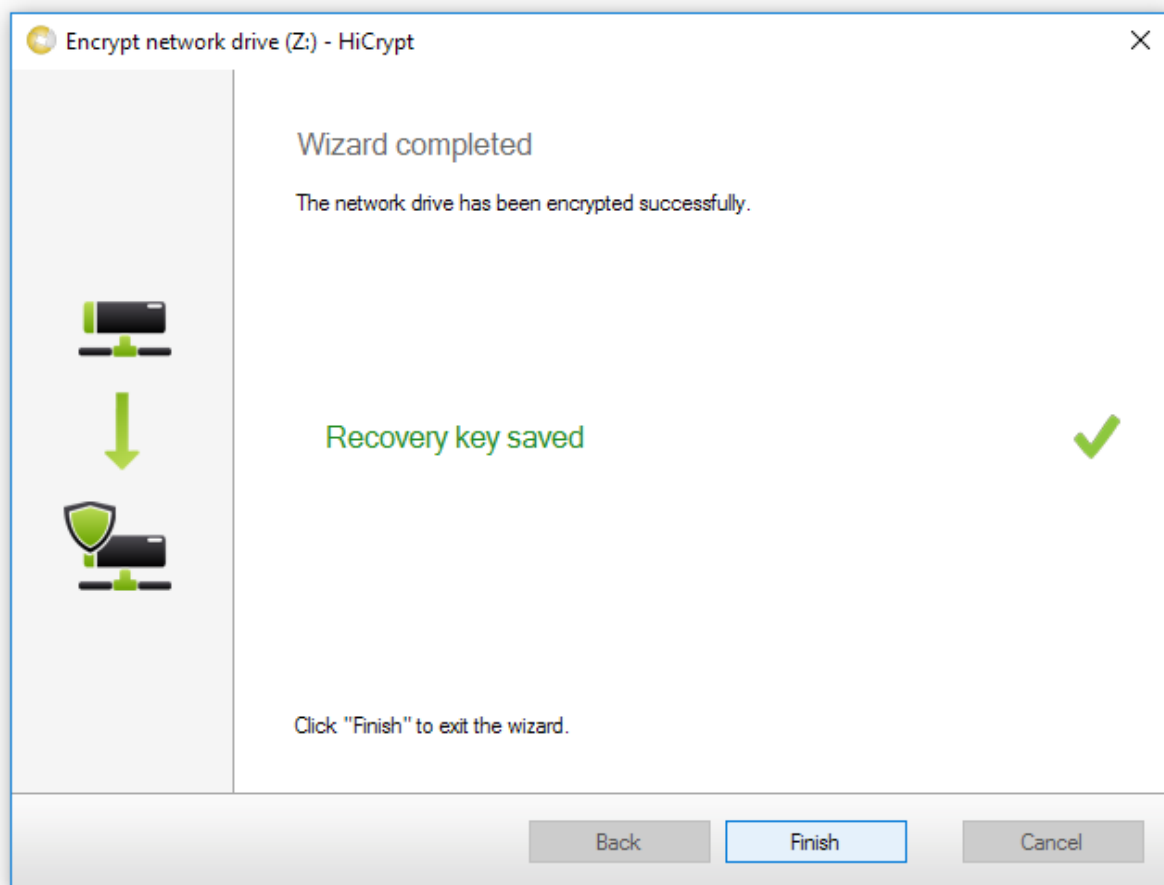 Encrypt network drive (Z:) - HiCrypt
Wizard completed
The network drive has been encrypted successfully.
Recovery key saved
Click "Finish" to exit the wizard.
Back
Finish
Cancel